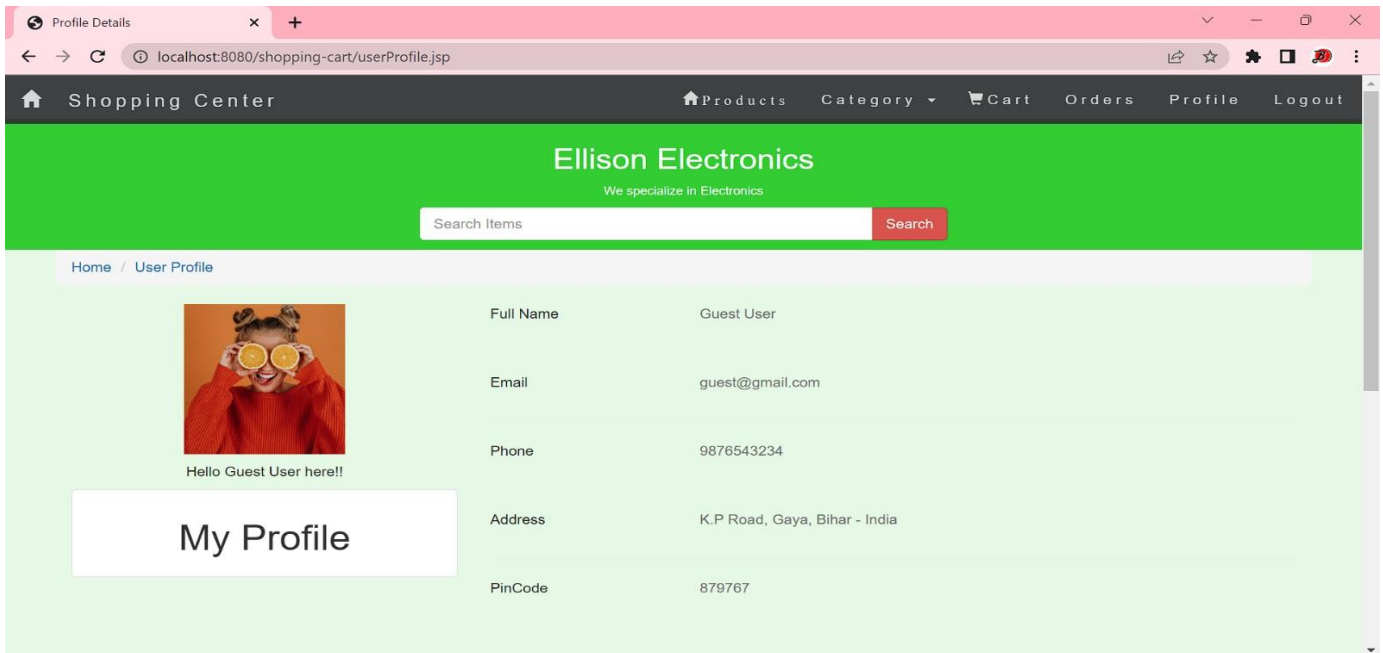 Profile Details
localhost:8080/shopping-cart/userProfile.jsp
Shopping Center Products Category Cart Orders Profile Logout
Ellison Electronics
We specialize in Electronics
Search Items Search
Home / User Profile
Full Name Guest User
Email guest@gmail.com
Phone 9876543234
Hello Guest User here!!
Address K.P Road, Gaya, Bihar - India
My Profile
PinCode 879767